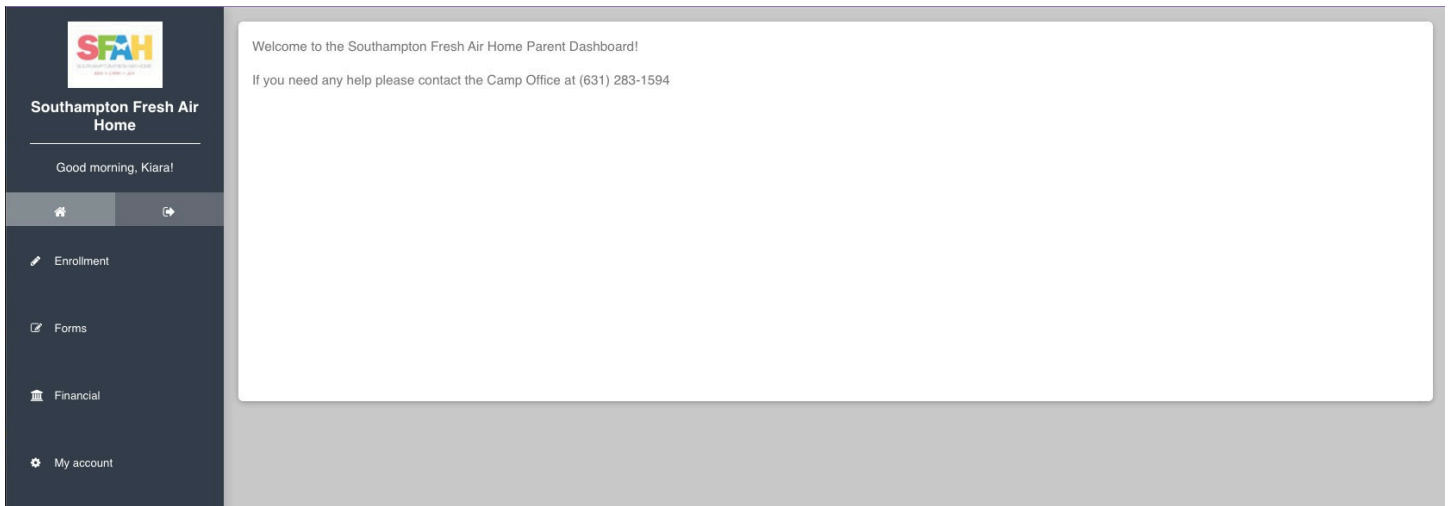 SFAH
Southampton Fresh Air
Home
Good morning, Kiara!
Enrollment
Forms
Financial
My account
Welcome to the Southampton Fresh Air Home Parent Dashboard!
If you need any help please contact the Camp Office at (631) 283-1594